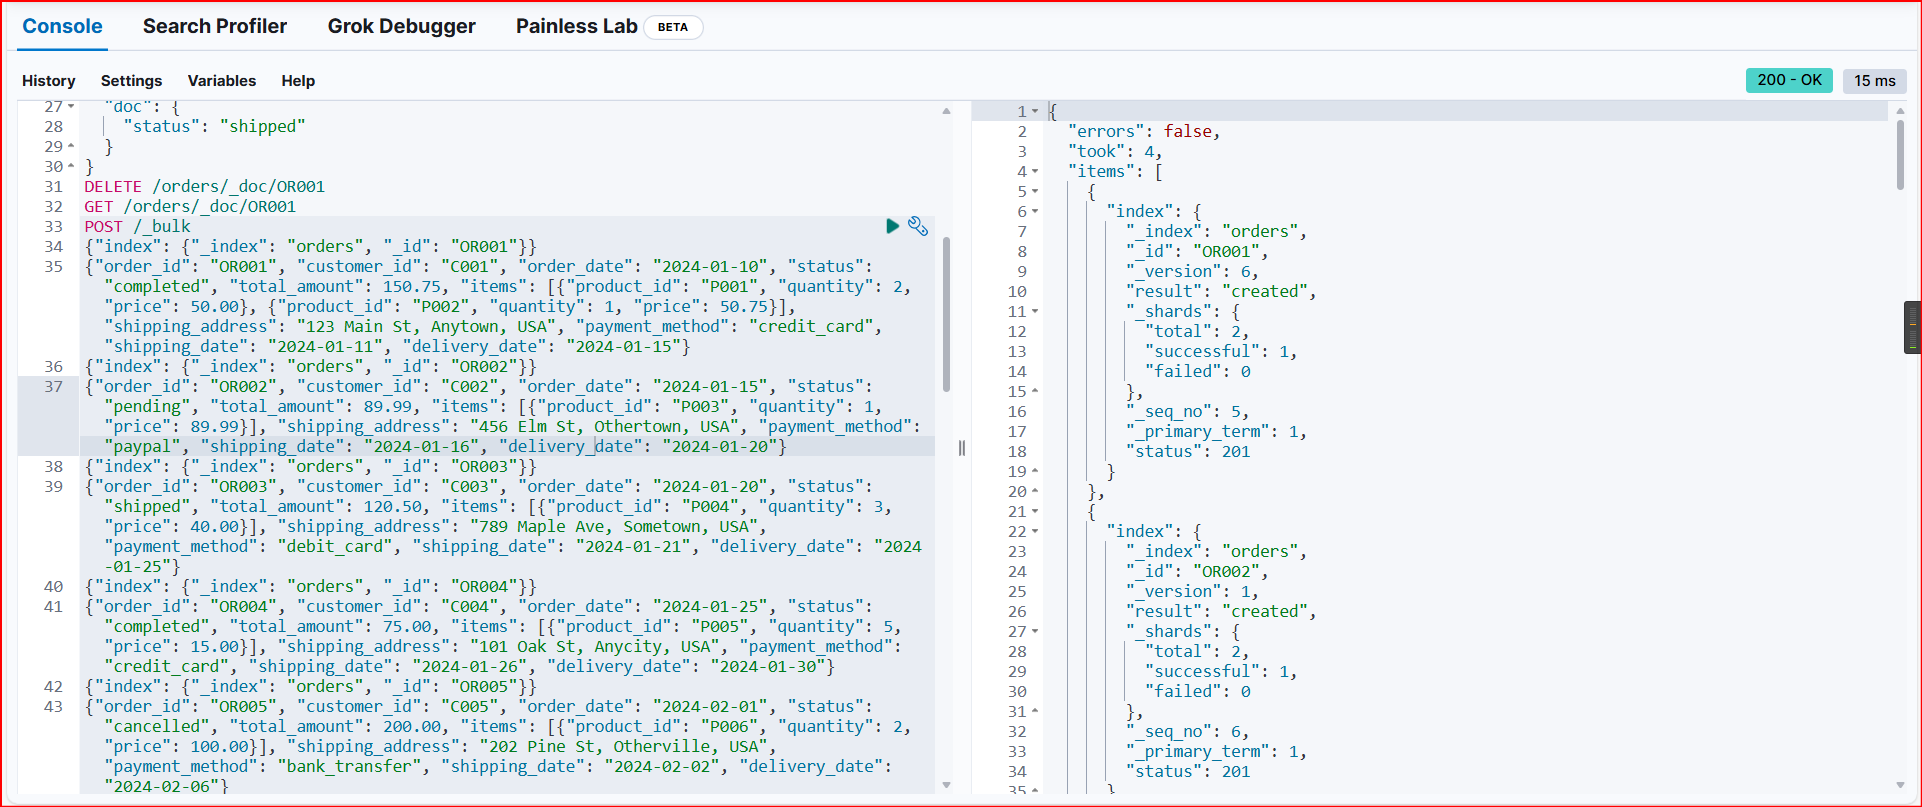 Console Search Profiler Grok Debugger Painless Lab BETA
History Settings Variables Help
200 - OK 15 ms
27 "doc": {
28 "status": "shipped"
29 }
30 }
31 DELETE /orders/_doc/OR001
32 GET /orders/_doc/OR001
33 POST /_bulk
34 {"index": {"_index": "orders", "_id": "OR001"}}
35 {"order_id": "OR001", "customer_id": "C001", "order_date": "2024-01-10", "status":
"completed", "total_amount": 150.75, "items": [{"product_id": "P001", "quantity": 2,
"price": 50.00}, {"product_id": "P002", "quantity": 1, "price": 50.75}],
"shipping_address": "123 Main St, Anytown, USA", "payment_method": "credit_card",
"shipping_date": "2024-01-11", "delivery_date": "2024-01-15"}
36 {"index": {"_index": "orders", "_id": "OR002"}}
37 {"order_id": "OR002", "customer_id": "C002", "order_date": "2024-01-15", "status":
"pending", "total_amount": 89.99, "items": [{"product_id": "P003", "quantity": 1,
"price": 89.99}], "shipping_address": "456 Elm St, Othertown, USA", "payment_method":
"paypal", "shipping_date": "2024-01-16", "delivery_date": "2024-01-20"}
38 {"index": {"_index": "orders", "_id": "OR003"}}
39 {"order_id": "OR003", "customer_id": "C003", "order_date": "2024-01-20", "status":
"shipped", "total_amount": 120.50, "items": [{"product_id": "P004", "quantity": 3,
"price": 40.00}], "shipping_address": "789 Maple Ave, Sometown, USA",
"payment_method": "debit_card", "shipping_date": "2024-01-21", "delivery_date": "2024
-01-25"}
40 {"index": {"_index": "orders", "_id": "OR004"}}
41 {"order_id": "OR004", "customer_id": "C004", "order_date": "2024-01-25", "status":
"completed", "total_amount": 75.00, "items": [{"product_id": "P005", "quantity": 5,
"price": 15.00}], "shipping_address": "101 Oak St, Anycity, USA", "payment_method":
"credit_card", "shipping_date": "2024-01-26", "delivery_date": "2024-01-30"}
42 {"index": {"_index": "orders", "_id": "OR005"}}
43 {"order_id": "OR005", "customer_id": "C005", "order_date": "2024-02-01", "status":
"cancelled", "total_amount": 200.00, "items": [{"product_id": "P006", "quantity": 2,
"price": 100.00}], "shipping_address": "202 Pine St, Otherville, USA",
"payment_method": "bank_transfer", "shipping_date": "2024-02-02", "delivery_date":
"2024-02-06"}
1 {
2 "errors": false,
3 "took": 4,
4 "items": [
5 {
6 "index": {
7 "_index": "orders",
8 "_id": "OR001",
9 "_version": 6,
10 "result": "created",
11 "_shards": {
12 "total": 2,
13 "successful": 1,
14 "failed": 0
15 },
16 "_seq_no": 5,
17 "_primary_term": 1,
18 "status": 201
19 }
20 },
21 {
22 "index": {
23 "_index": "orders",
24 "_id": "OR002",
25 "_version": 1,
26 "result": "created",
27 "_shards": {
28 "total": 2,
29 "successful": 1,
30 "failed": 0
31 },
32 "_seq_no": 6,
33 "_primary_term": 1,
34 "status": 201
35 }